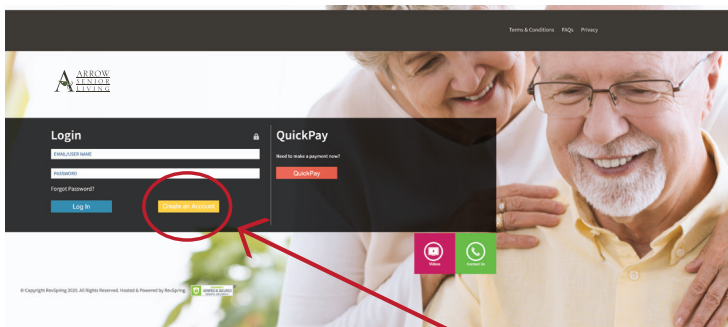 Terms & Conditions FAQs Privacy
ARROW
SENIOR
LIVING
Login
QuickPay
EMAIL/USER NAME
Need to make a payment now?
PASSWORD
QuickPay
Forgot Password?
Log In
Create an Account
Videos
Contact Us
© Copyright RevSpring 2020. All Rights Reserved. Hosted & Powered by RevSpring
VERIFIED & SECURED